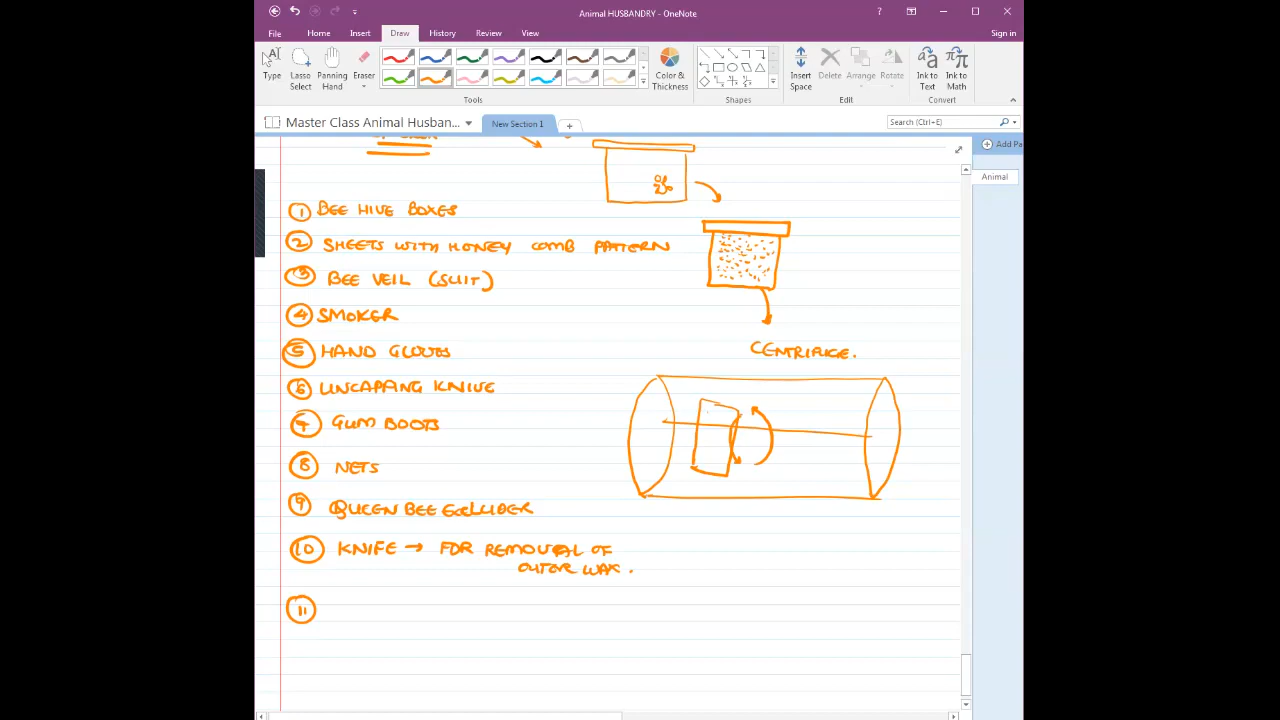 Animal HUSBANDRY - OneNote
?
File Home Insert Draw History Review View
Sign in
Type
Lasso Select
Panning Hand
Eraser
Color & Thickness
Insert Space
Delete
Arrange
Rotate
Ink to Text
Ink to Math
Tools
Shapes
Edit
Convert
Master Class Animal Husban...
New Section 1
Search (Ctrl+E)
Add Pa
Animal
1 BEE HIVE BOXES
2 SHEETS WITH HONEY COMB PATTERN
3 BEE VEIL (SUIT)
4 SMOKER
CENTRIFUGE.
5 HAND GLOVES
6 UNCAPPING KNIVE
7 GUM BOOTS
8 NETS
9 QUEEN BEE EXCLUDER
10 KNIFE → FOR REMOVAL OF
OUTER WAX.
11